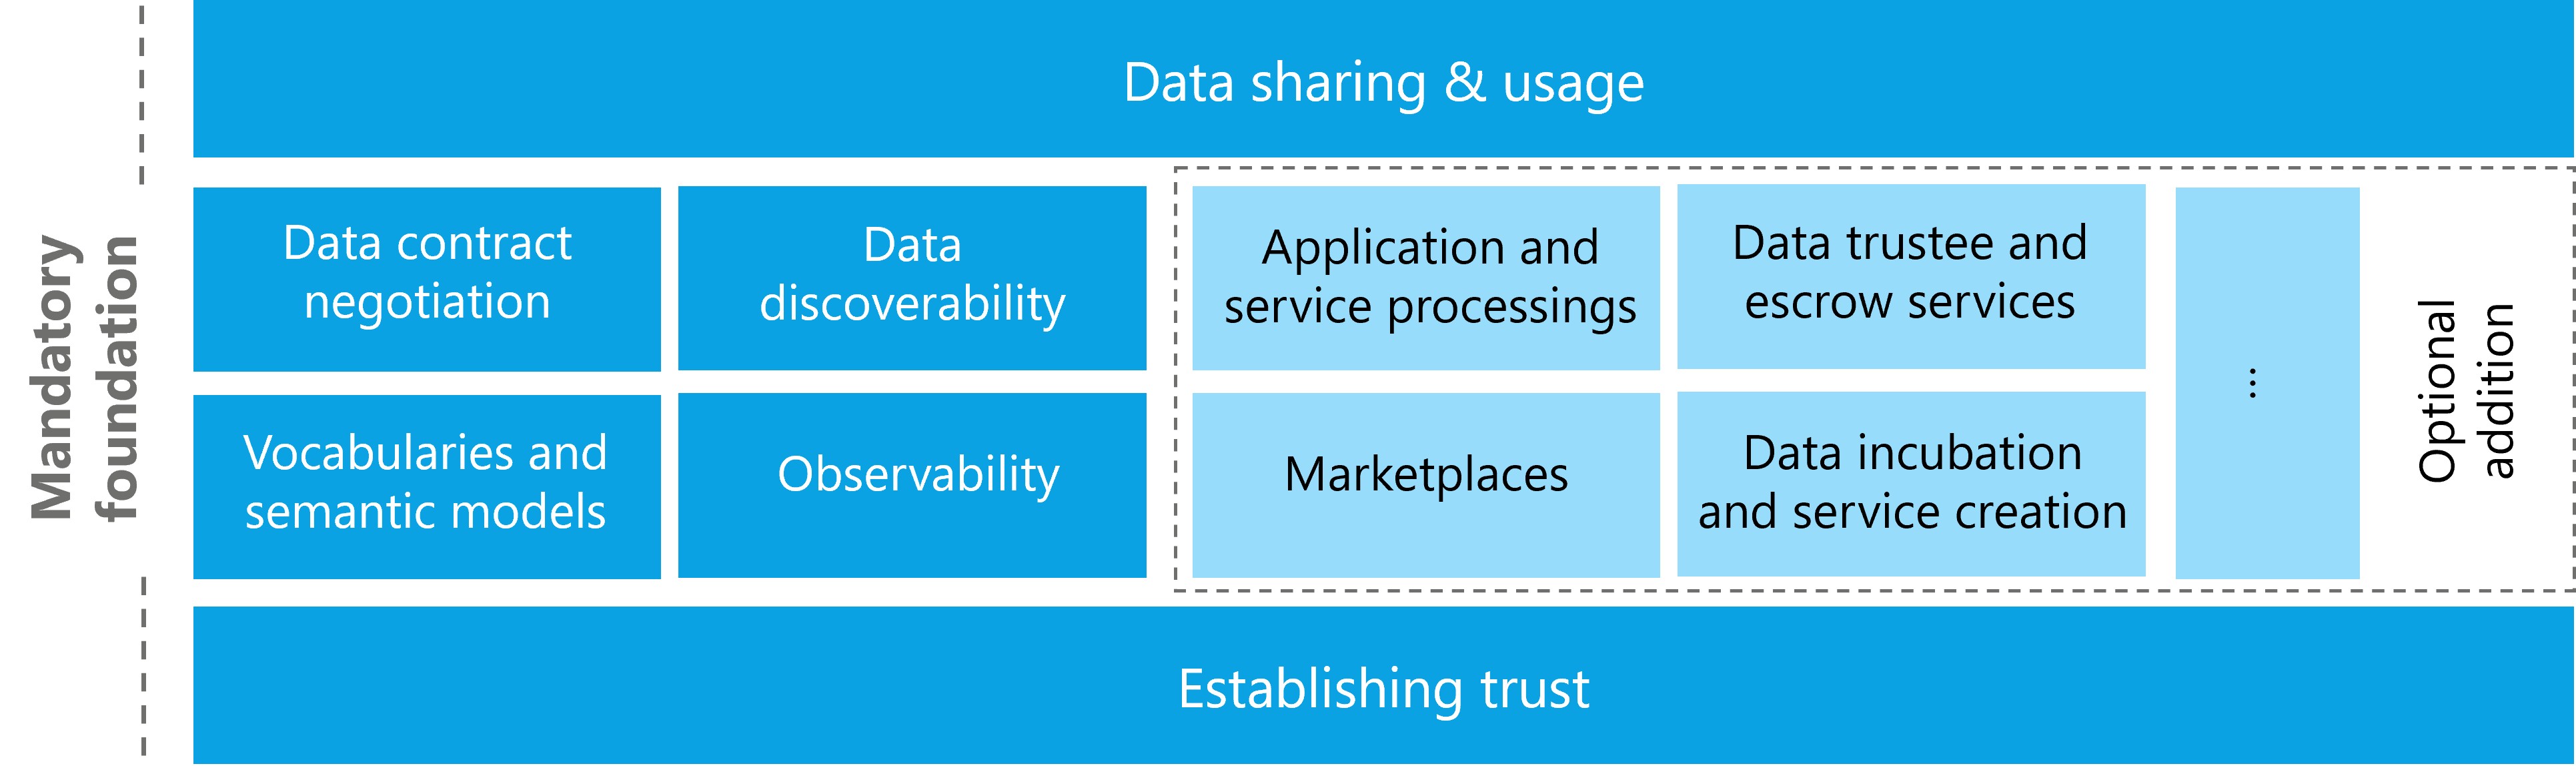 Data sharing & usage
Mandatory
foundation
Data contract
negotiation
Data
discoverability
Application and
service processings
Data trustee and
escrow services
...
Optional
addition
Vocabularies and
semantic models
Observability
Marketplaces
Data incubation
and service creation
Establishing trust